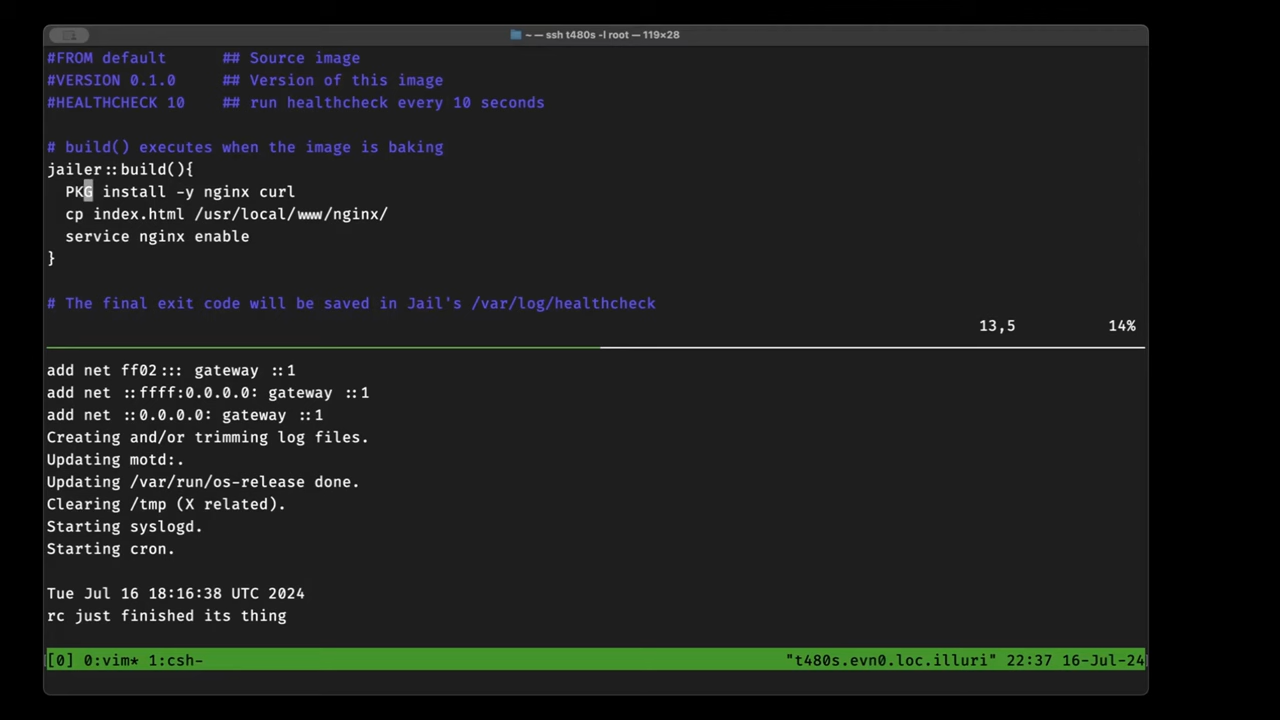 ~ — ssh t480s -l root — 119×28
#FROM default ## Source image
#VERSION 0.1.0 ## Version of this image
#HEALTHCHECK 10 ## run healthcheck every 10 seconds
# build() executes when the image is baking
jailer::build(){
PKG install -y nginx curl
cp index.html /usr/local/www/nginx/
service nginx enable
}
# The final exit code will be saved in Jail's /var/log/healthcheck
13,5 14%
add net ff02::: gateway ::1
add net ::ffff:0.0.0.0: gateway ::1
add net ::0.0.0.0: gateway ::1
Creating and/or trimming log files.
Updating motd:.
Updating /var/run/os-release done.
Clearing /tmp (X related).
Starting syslogd.
Starting cron.
Tue Jul 16 18:16:38 UTC 2024
rc just finished its thing
[0] 0:vim* 1:csh- "t480s.evn0.loc.illuri" 22:37 16-Jul-24